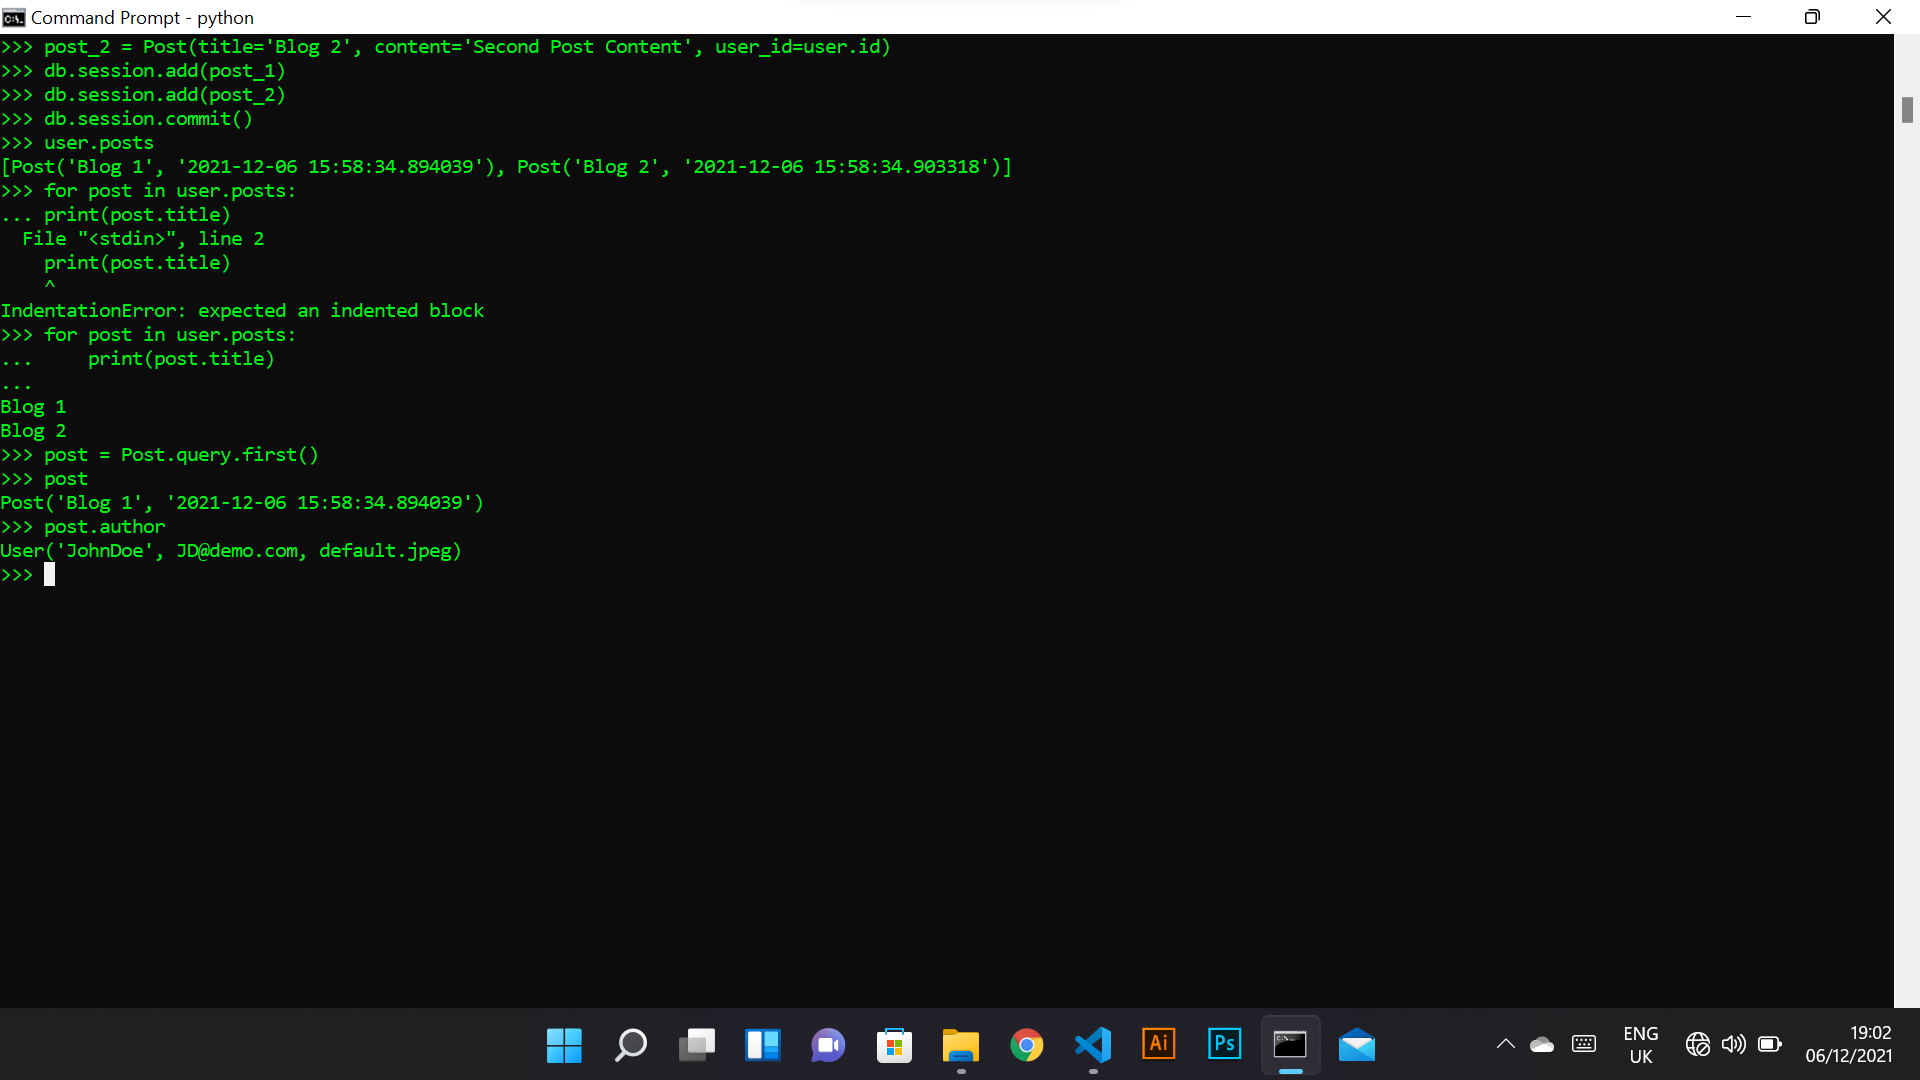 Command Prompt - python
>>> post_2 = Post(title='Blog 2', content='Second Post Content', user_id=user.id)
>>> db.session.add(post_1)
>>> db.session.add(post_2)
>>> db.session.commit()
>>> user.posts
[Post('Blog 1', '2021-12-06 15:58:34.894039'), Post('Blog 2', '2021-12-06 15:58:34.903318')]
>>> for post in user.posts:
... print(post.title)
  File "<stdin>", line 2
    print(post.title)
    ^
IndentationError: expected an indented block
>>> for post in user.posts:
...     print(post.title)
...
Blog 1
Blog 2
>>> post = Post.query.first()
>>> post
Post('Blog 1', '2021-12-06 15:58:34.894039')
>>> post.author
User('JohnDoe', JD@demo.com, default.jpeg)
>>>
Ai
Ps
ENG
UK
19:02
06/12/2021